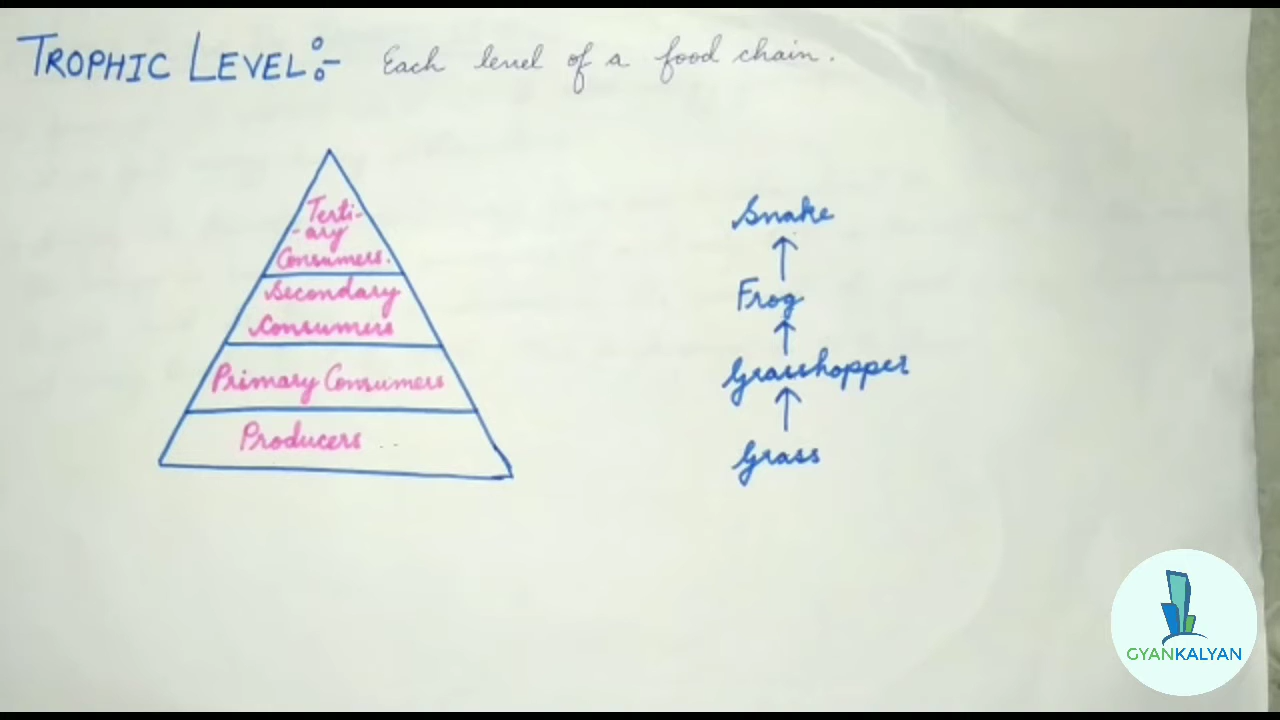 TROPHIC LEVEL:- Each level of a food chain.
Terti-
-ary
Consumers.
Secondary
Consumers
Primary Consumers
Producers
Snake
Frog
Grasshopper
Grass
GYANKALYAN